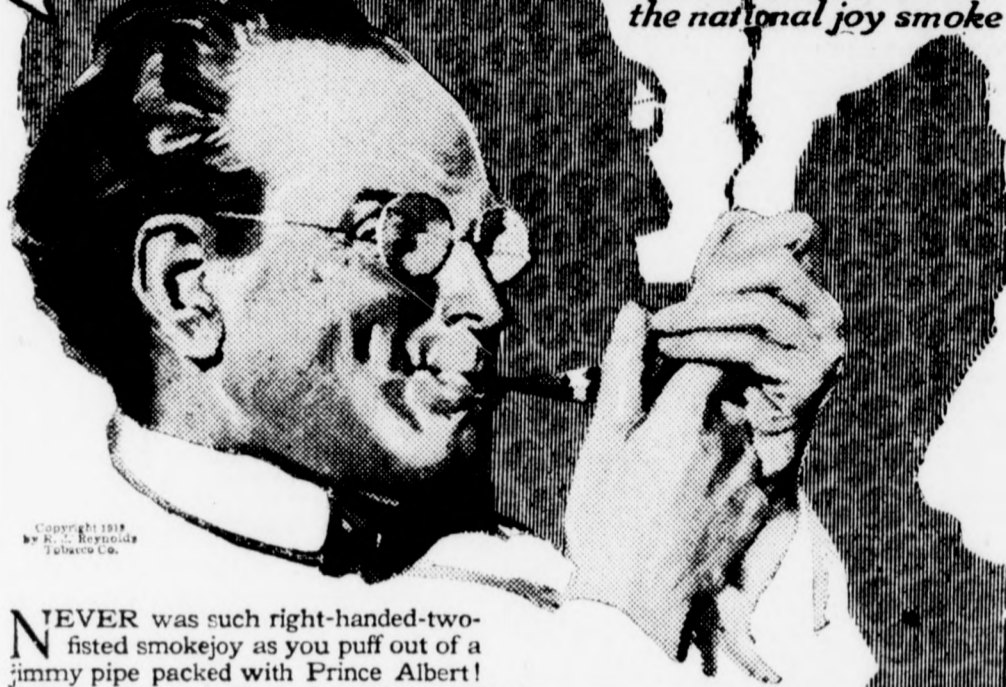 the national joy smoke
Copyright 1919
by R. J. Reynolds
Tobacco Co.
NEVER was such right-handed-two-
fisted smokejoy as you puff out of a
jimmy pipe packed with Prince Albert!